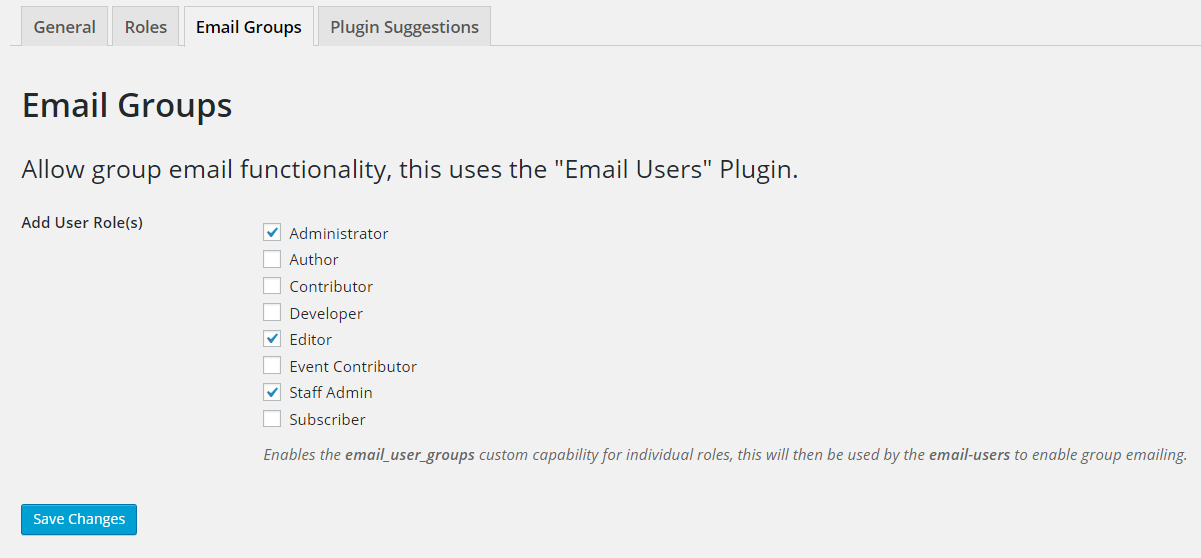 General Roles Email Groups Plugin Suggestions
Email Groups
Allow group email functionality, this uses the "Email Users" Plugin.
Add User Role(s)
Administrator
Author
Contributor
Developer
Editor
Event Contributor
Staff Admin
Subscriber
Enables the email_user_groups custom capability for individual roles, this will then be used by the email-users to enable group emailing.
Save Changes